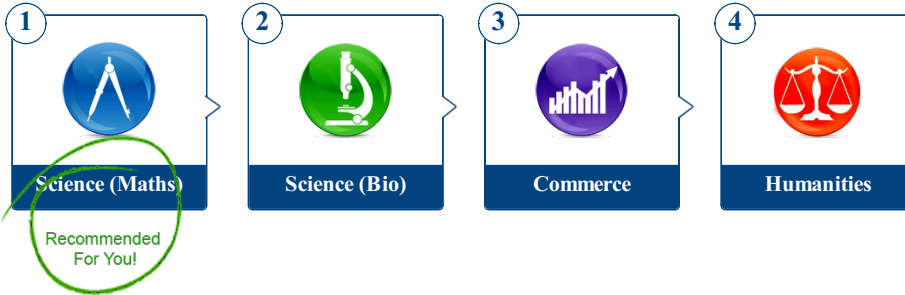 1 2 3 4
Science (Maths) Science (Bio) Commerce Humanities
Recommended
For You!